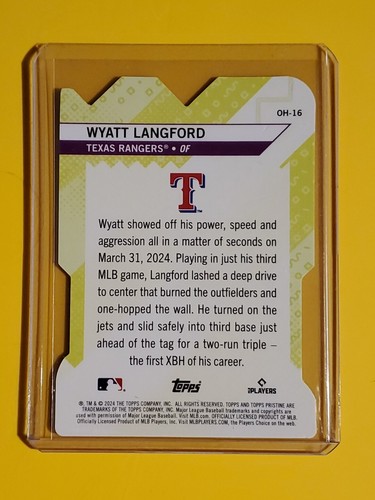 OH-16
WYATT LANGFORD
TEXAS RANGERS® • OF
T
Wyatt showed off his power, speed and
aggression all in a matter of seconds on
March 31, 2024. Playing in just his third
MLB game, Langford lashed a deep drive
to center that burned the outfielders and
one-hopped the wall. He turned on the
jets and slid safely into third base just
ahead of the tag for a two-run triple –
the first XBH of his career.
Topps
PLAYERS
®, TM & © 2024 THE TOPPS COMPANY, INC. ALL RIGHTS RESERVED. TOPPS AND TOPPS PRISTINE ARE
TRADEMARKS OF THE TOPPS COMPANY, INC. Major League Baseball trademarks and copyrights are
used with permission of Major League Baseball. Visit MLB.com. OFFICIALLY LICENSED PRODUCT OF MLB.
Officially Licensed Product of MLB Players, Inc. Visit MLBPLAYERS.COM, the Players Choice on the web.